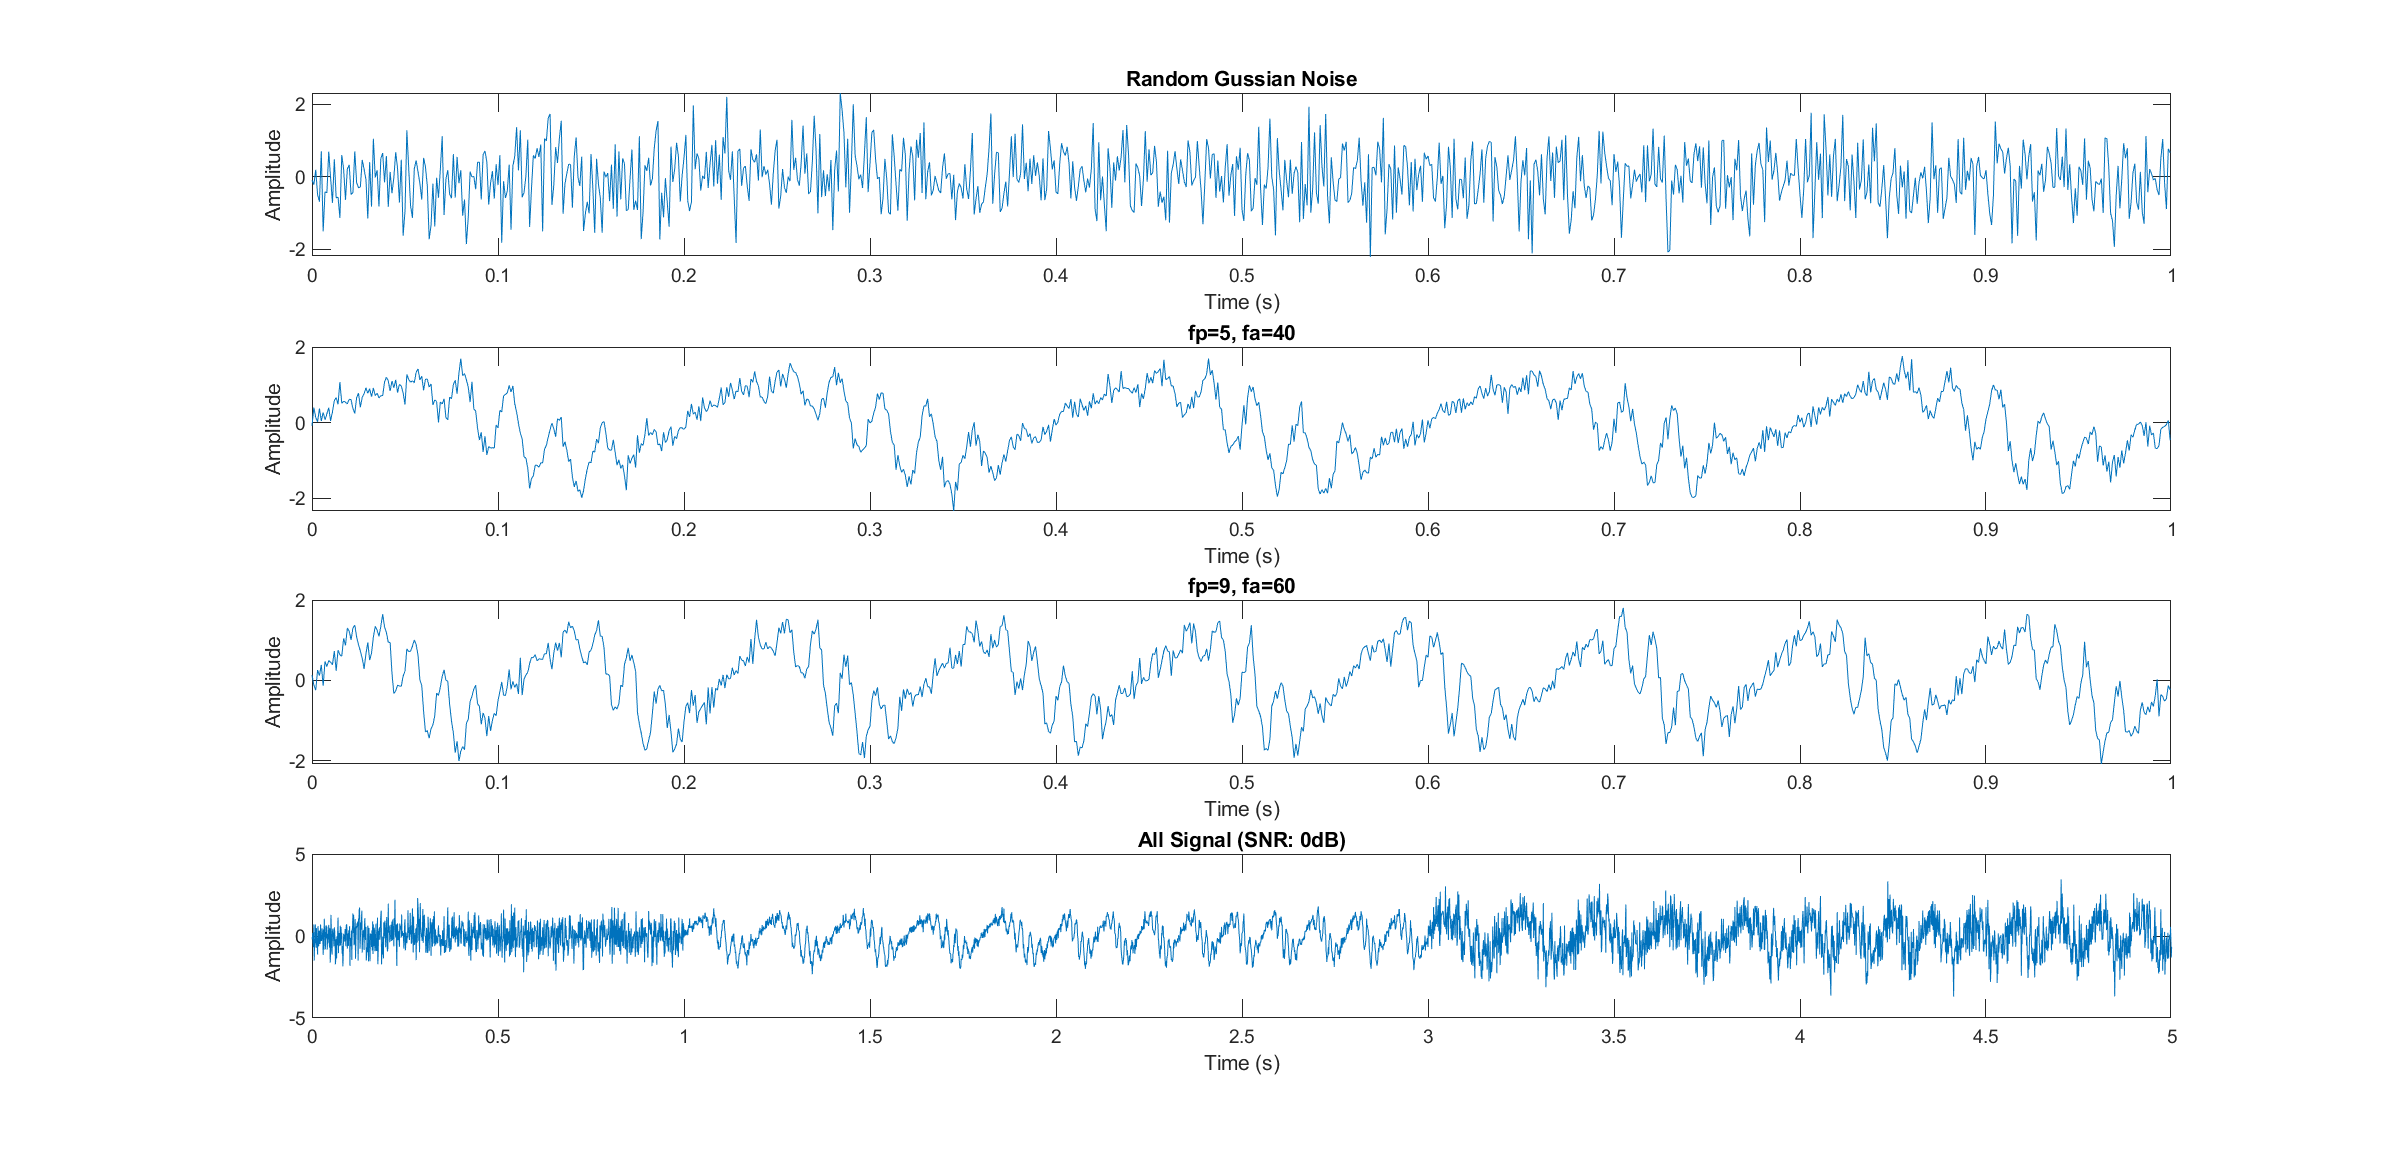 Random Gussian Noise
2
0
-2
Amplitude
0 0.1 0.2 0.3 0.4 0.5 0.6 0.7 0.8 0.9 1
Time (s)
fp=5, fa=40
2
0
-2
Amplitude
0 0.1 0.2 0.3 0.4 0.5 0.6 0.7 0.8 0.9 1
Time (s)
fp=9, fa=60
2
0
-2
Amplitude
0 0.1 0.2 0.3 0.4 0.5 0.6 0.7 0.8 0.9 1
Time (s)
All Signal (SNR: 0dB)
5
0
-5
Amplitude
0 0.5 1 1.5 2 2.5 3 3.5 4 4.5 5
Time (s)